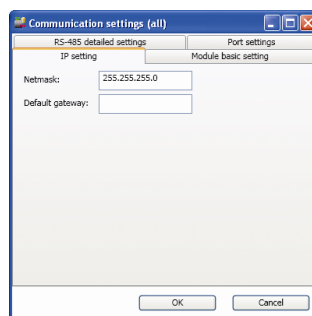 Communication settings (all)
RS-485 detailed settings
Port settings
IP setting
Module basic setting
Netmask: 255.255.255.0
Default gateway:
OK
Cancel